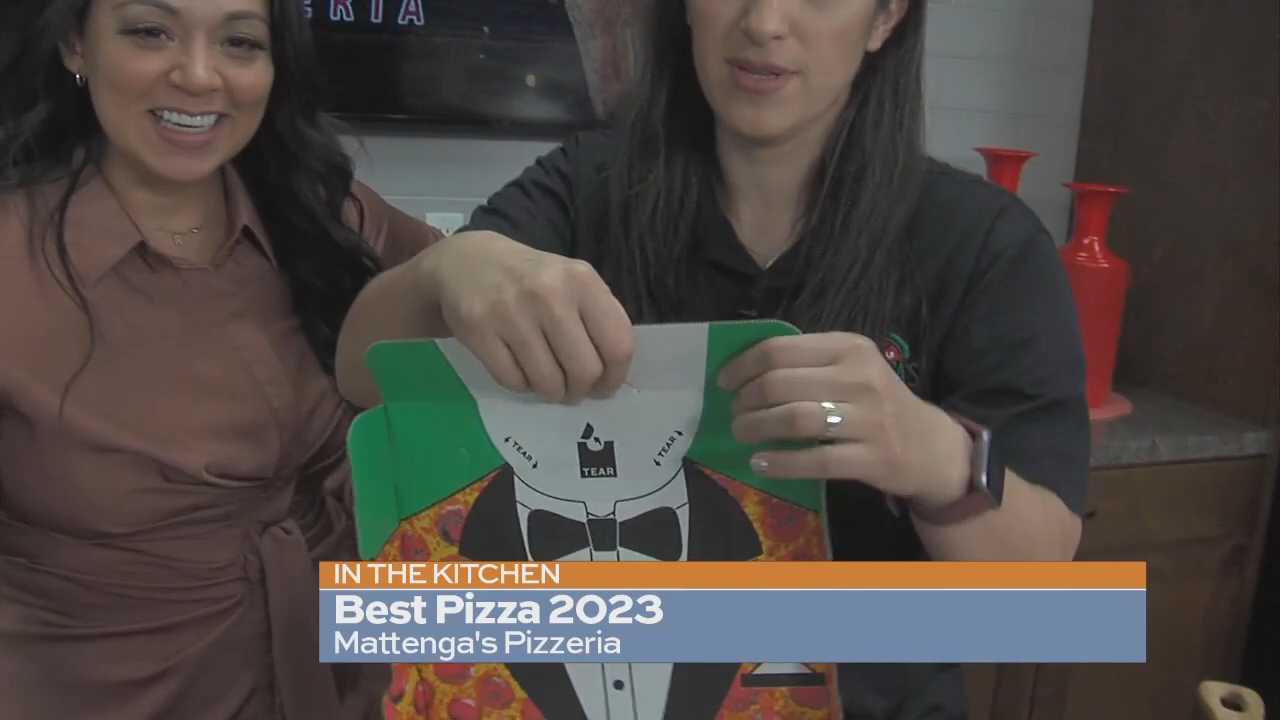 ERIA
TEAR
TEAR
TEAR
IN THE KITCHEN
Best Pizza 2023
Mattenga's Pizzeria